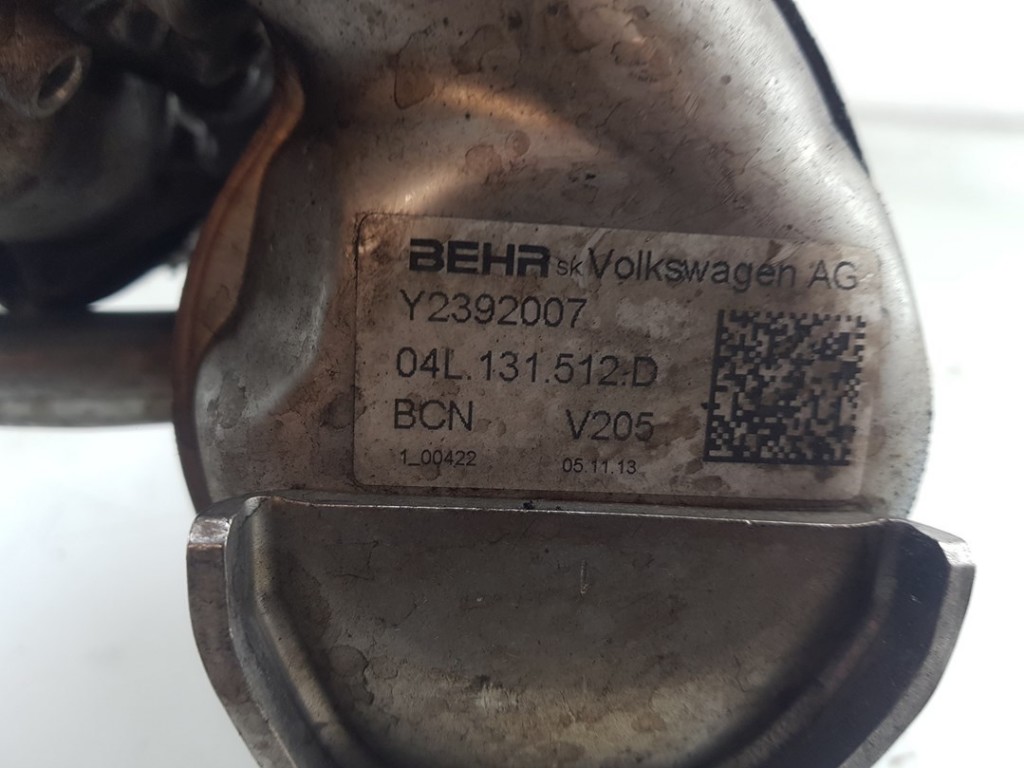 BEHR sk Volkswagen AG
Y2392007
04L.131.512.D
BCN V205
1_00422 05.11.13